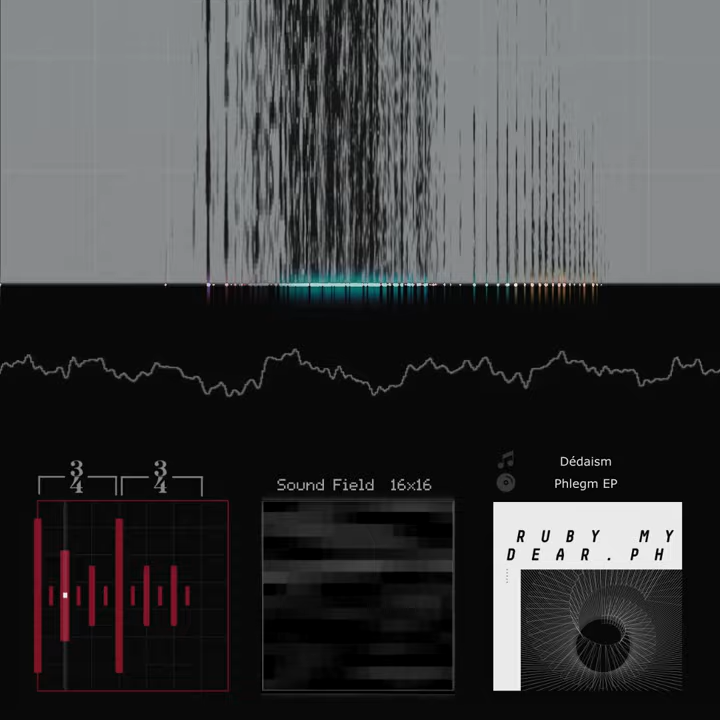 3 3
4 4
Sound Field 16x16
Dédaism
Phlegm EP
RUBY MY
DEAR.PH